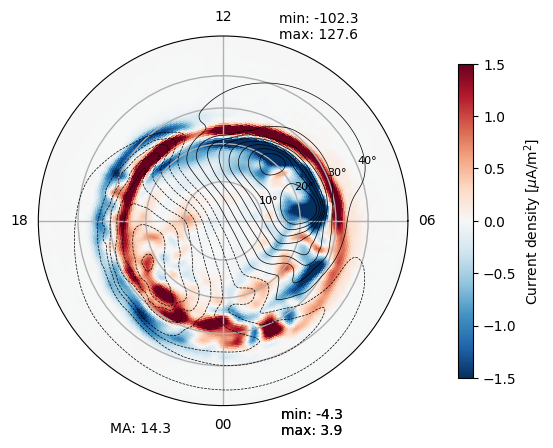 12
min: -102.3
max: 127.6
18
06
10°
20°
30°
40°
00
MA: 14.3
min: -4.3
max: 3.9
1.5
1.0
0.5
0.0
−0.5
−1.0
−1.5
Current density [μA/m²]